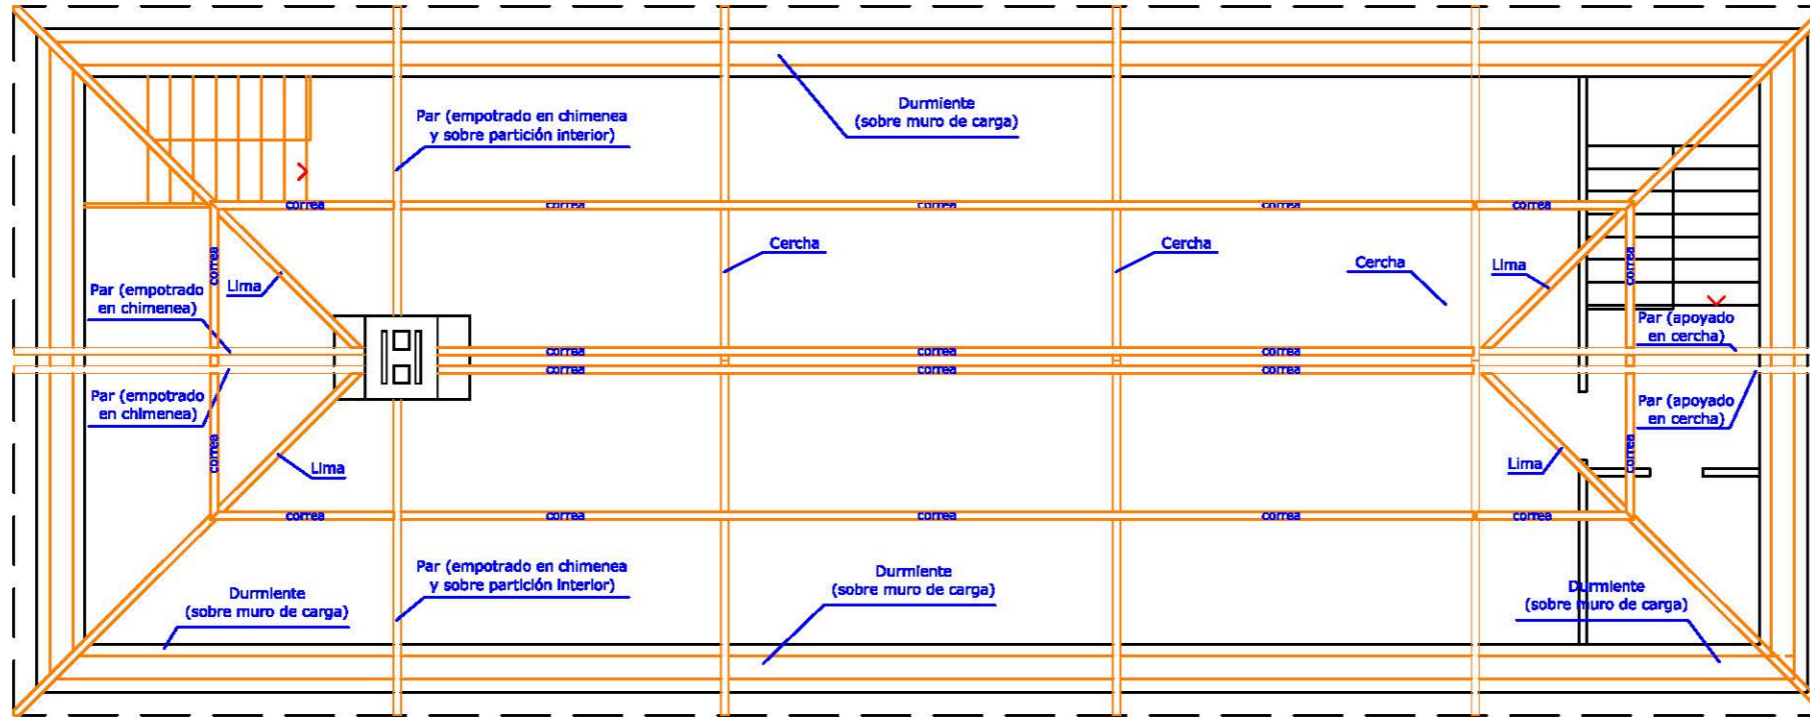 Durmiente
(sobre muro de carga)
Par (empotrado en chimenea
y sobre partición interior)
correa
correa
correa
correa
correa
Cercha
Cercha
Cercha
correa
Lima
Lima
correa
Par (empotrado
en chimenea)
Par (apoyado
en cercha)
correa
correa
correa
correa
correa
correa
Par (empotrado
en chimenea)
Par (apoyado
en cercha)
correa
Lima
Lima
correa
correa
correa
correa
correa
correa
Par (empotrado en chimenea
y sobre partición interior)
Durmiente
(sobre muro de carga)
Durmiente
(sobre muro de carga)
Durmiente
(sobre muro de carga)